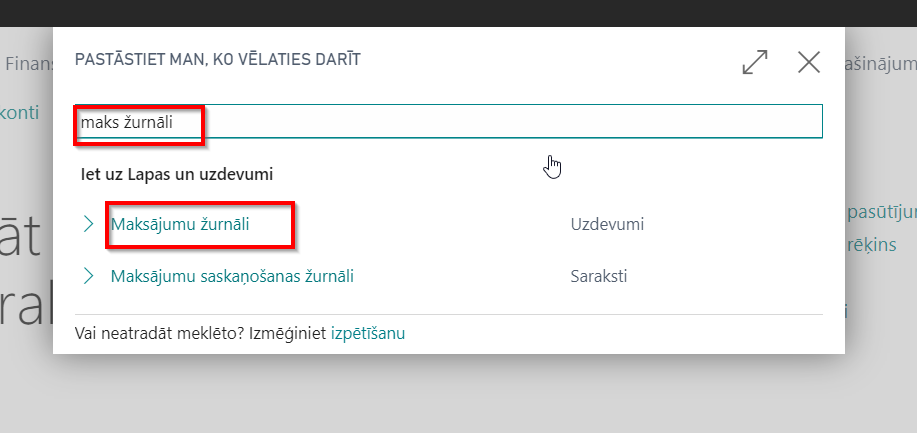 Finans
konti
āt
ral
PASTĀSTIET MAN, KO VĒLATIES DARĪT
maks žurnāli
Iet uz Lapas un uzdevumi
Maksājumu žurnāli Uzdevumi
Maksājumu saskaņošanas žurnāli Saraksti
Vai neatradāt meklēto? Izmēģiniet izpētīšanu
ašinājum
pasūtījum
rēķins